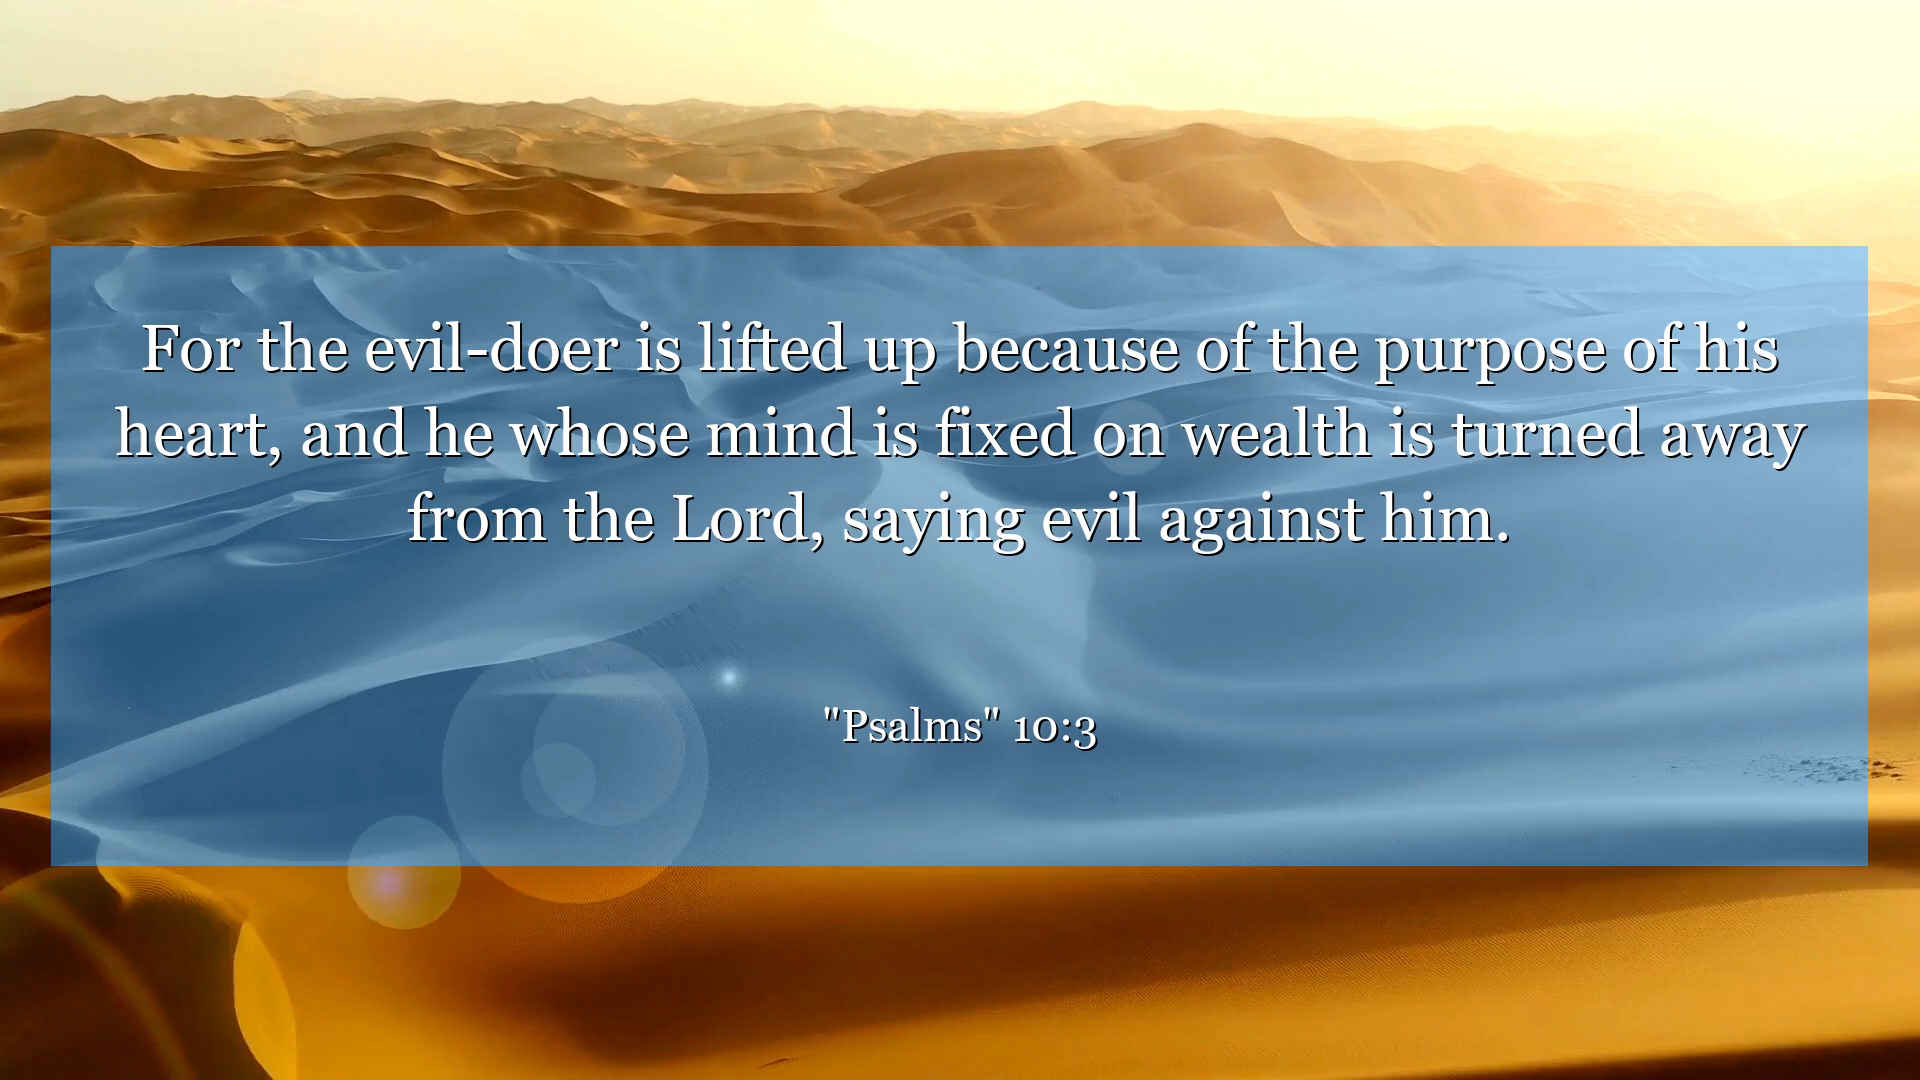 For the evil-doer is lifted up because of the purpose of his
heart, and he whose mind is fixed on wealth is turned away
from the Lord, saying evil against him.
"Psalms" 10:3